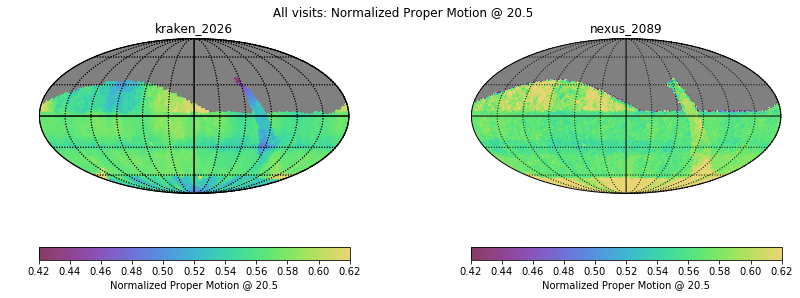 All visits: Normalized Proper Motion @ 20.5
kraken_2026
nexus_2089
0.42 0.44 0.46 0.48 0.50 0.52 0.54 0.56 0.58 0.60 0.62
Normalized Proper Motion @ 20.5
0.42 0.44 0.46 0.48 0.50 0.52 0.54 0.56 0.58 0.60 0.62
Normalized Proper Motion @ 20.5